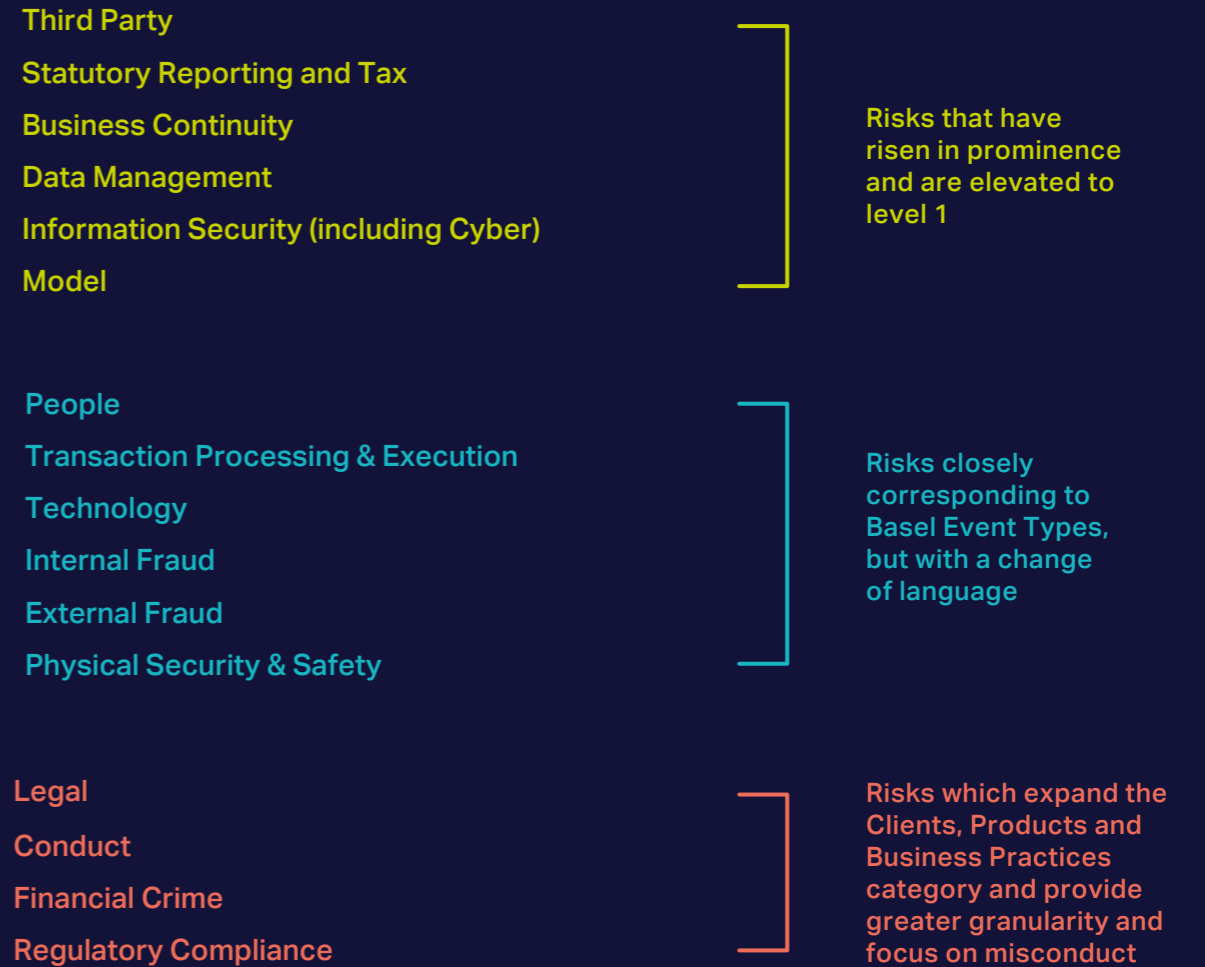 Third Party
Statutory Reporting and Tax
Business Continuity
Data Management
Information Security (including Cyber)
Model
Risks that have
risen in prominence
and are elevated to
level 1
People
Transaction Processing & Execution
Technology
Internal Fraud
External Fraud
Physical Security & Safety
Risks closely
corresponding to
Basel Event Types,
but with a change
of language
Legal
Conduct
Financial Crime
Regulatory Compliance
Risks which expand the
Clients, Products and
Business Practices
category and provide
greater granularity and
focus on misconduct